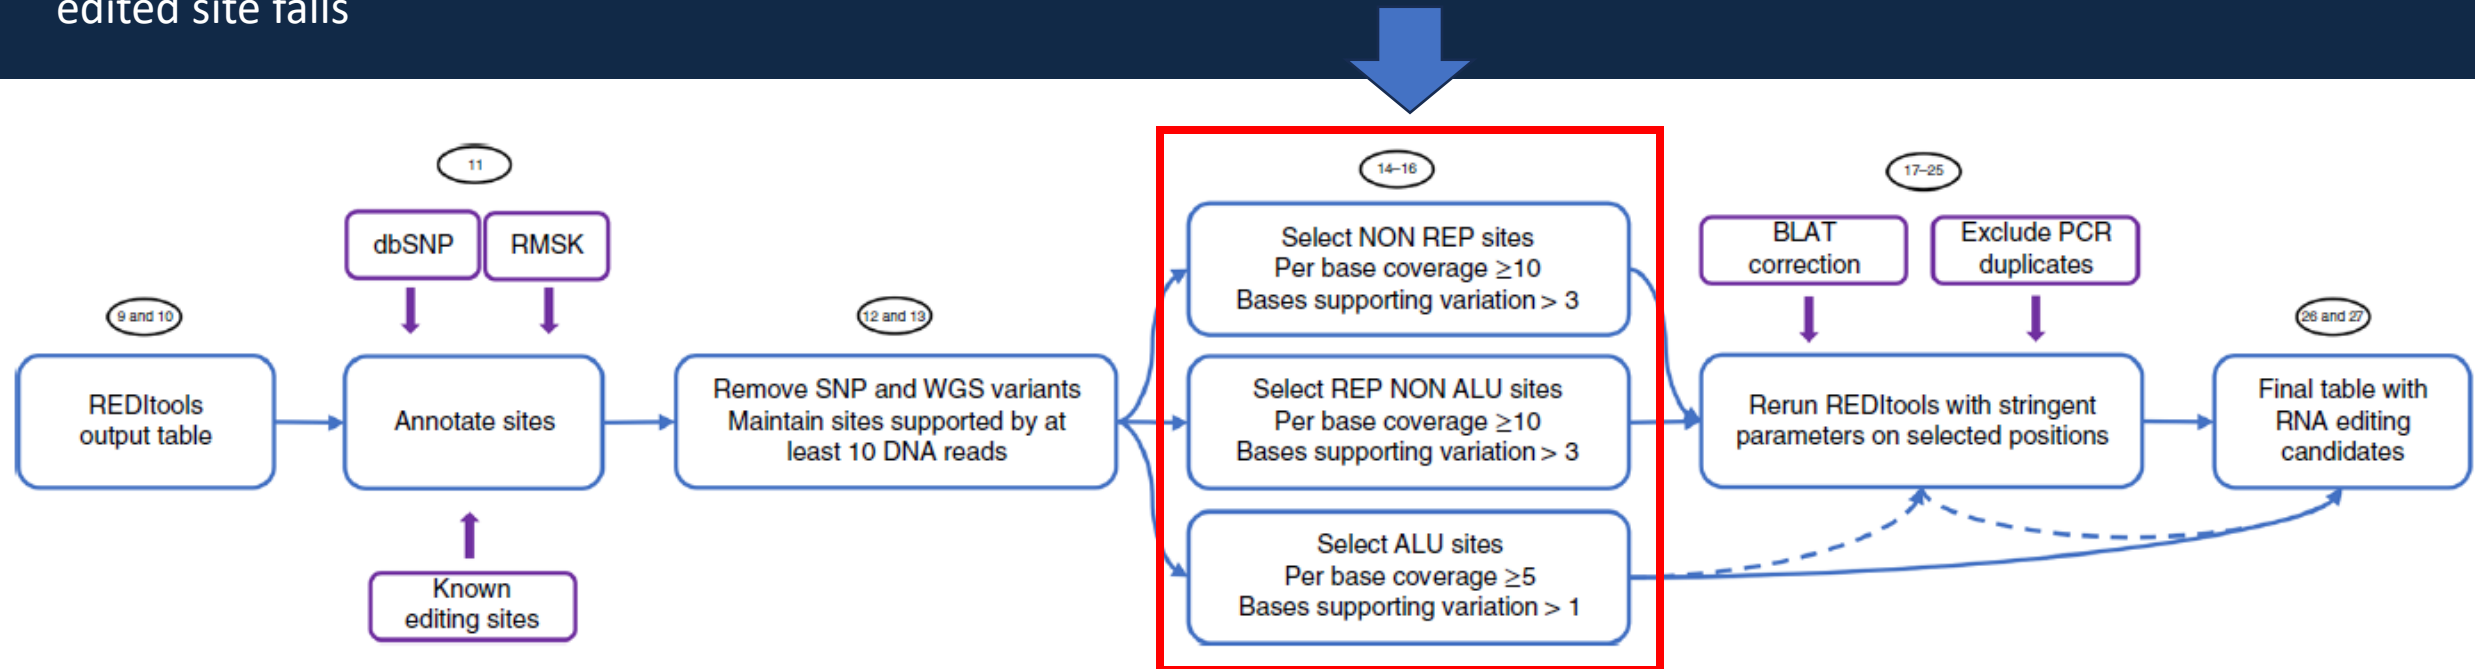 edited site falls
11
14–16
17–25
dbSNP
RMSK
BLAT
correction
Exclude PCR
duplicates
9 and 10
12 and 13
26 and 27
REDItools
output table
Annotate sites
Remove SNP and WGS variants
Maintain sites supported by at
least 10 DNA reads
Select NON REP sites
Per base coverage ≥10
Bases supporting variation > 3
Select REP NON ALU sites
Per base coverage ≥10
Bases supporting variation > 3
Select ALU sites
Per base coverage ≥5
Bases supporting variation > 1
Rerun REDItools with stringent
parameters on selected positions
Final table with
RNA editing
candidates
Known
editing sites